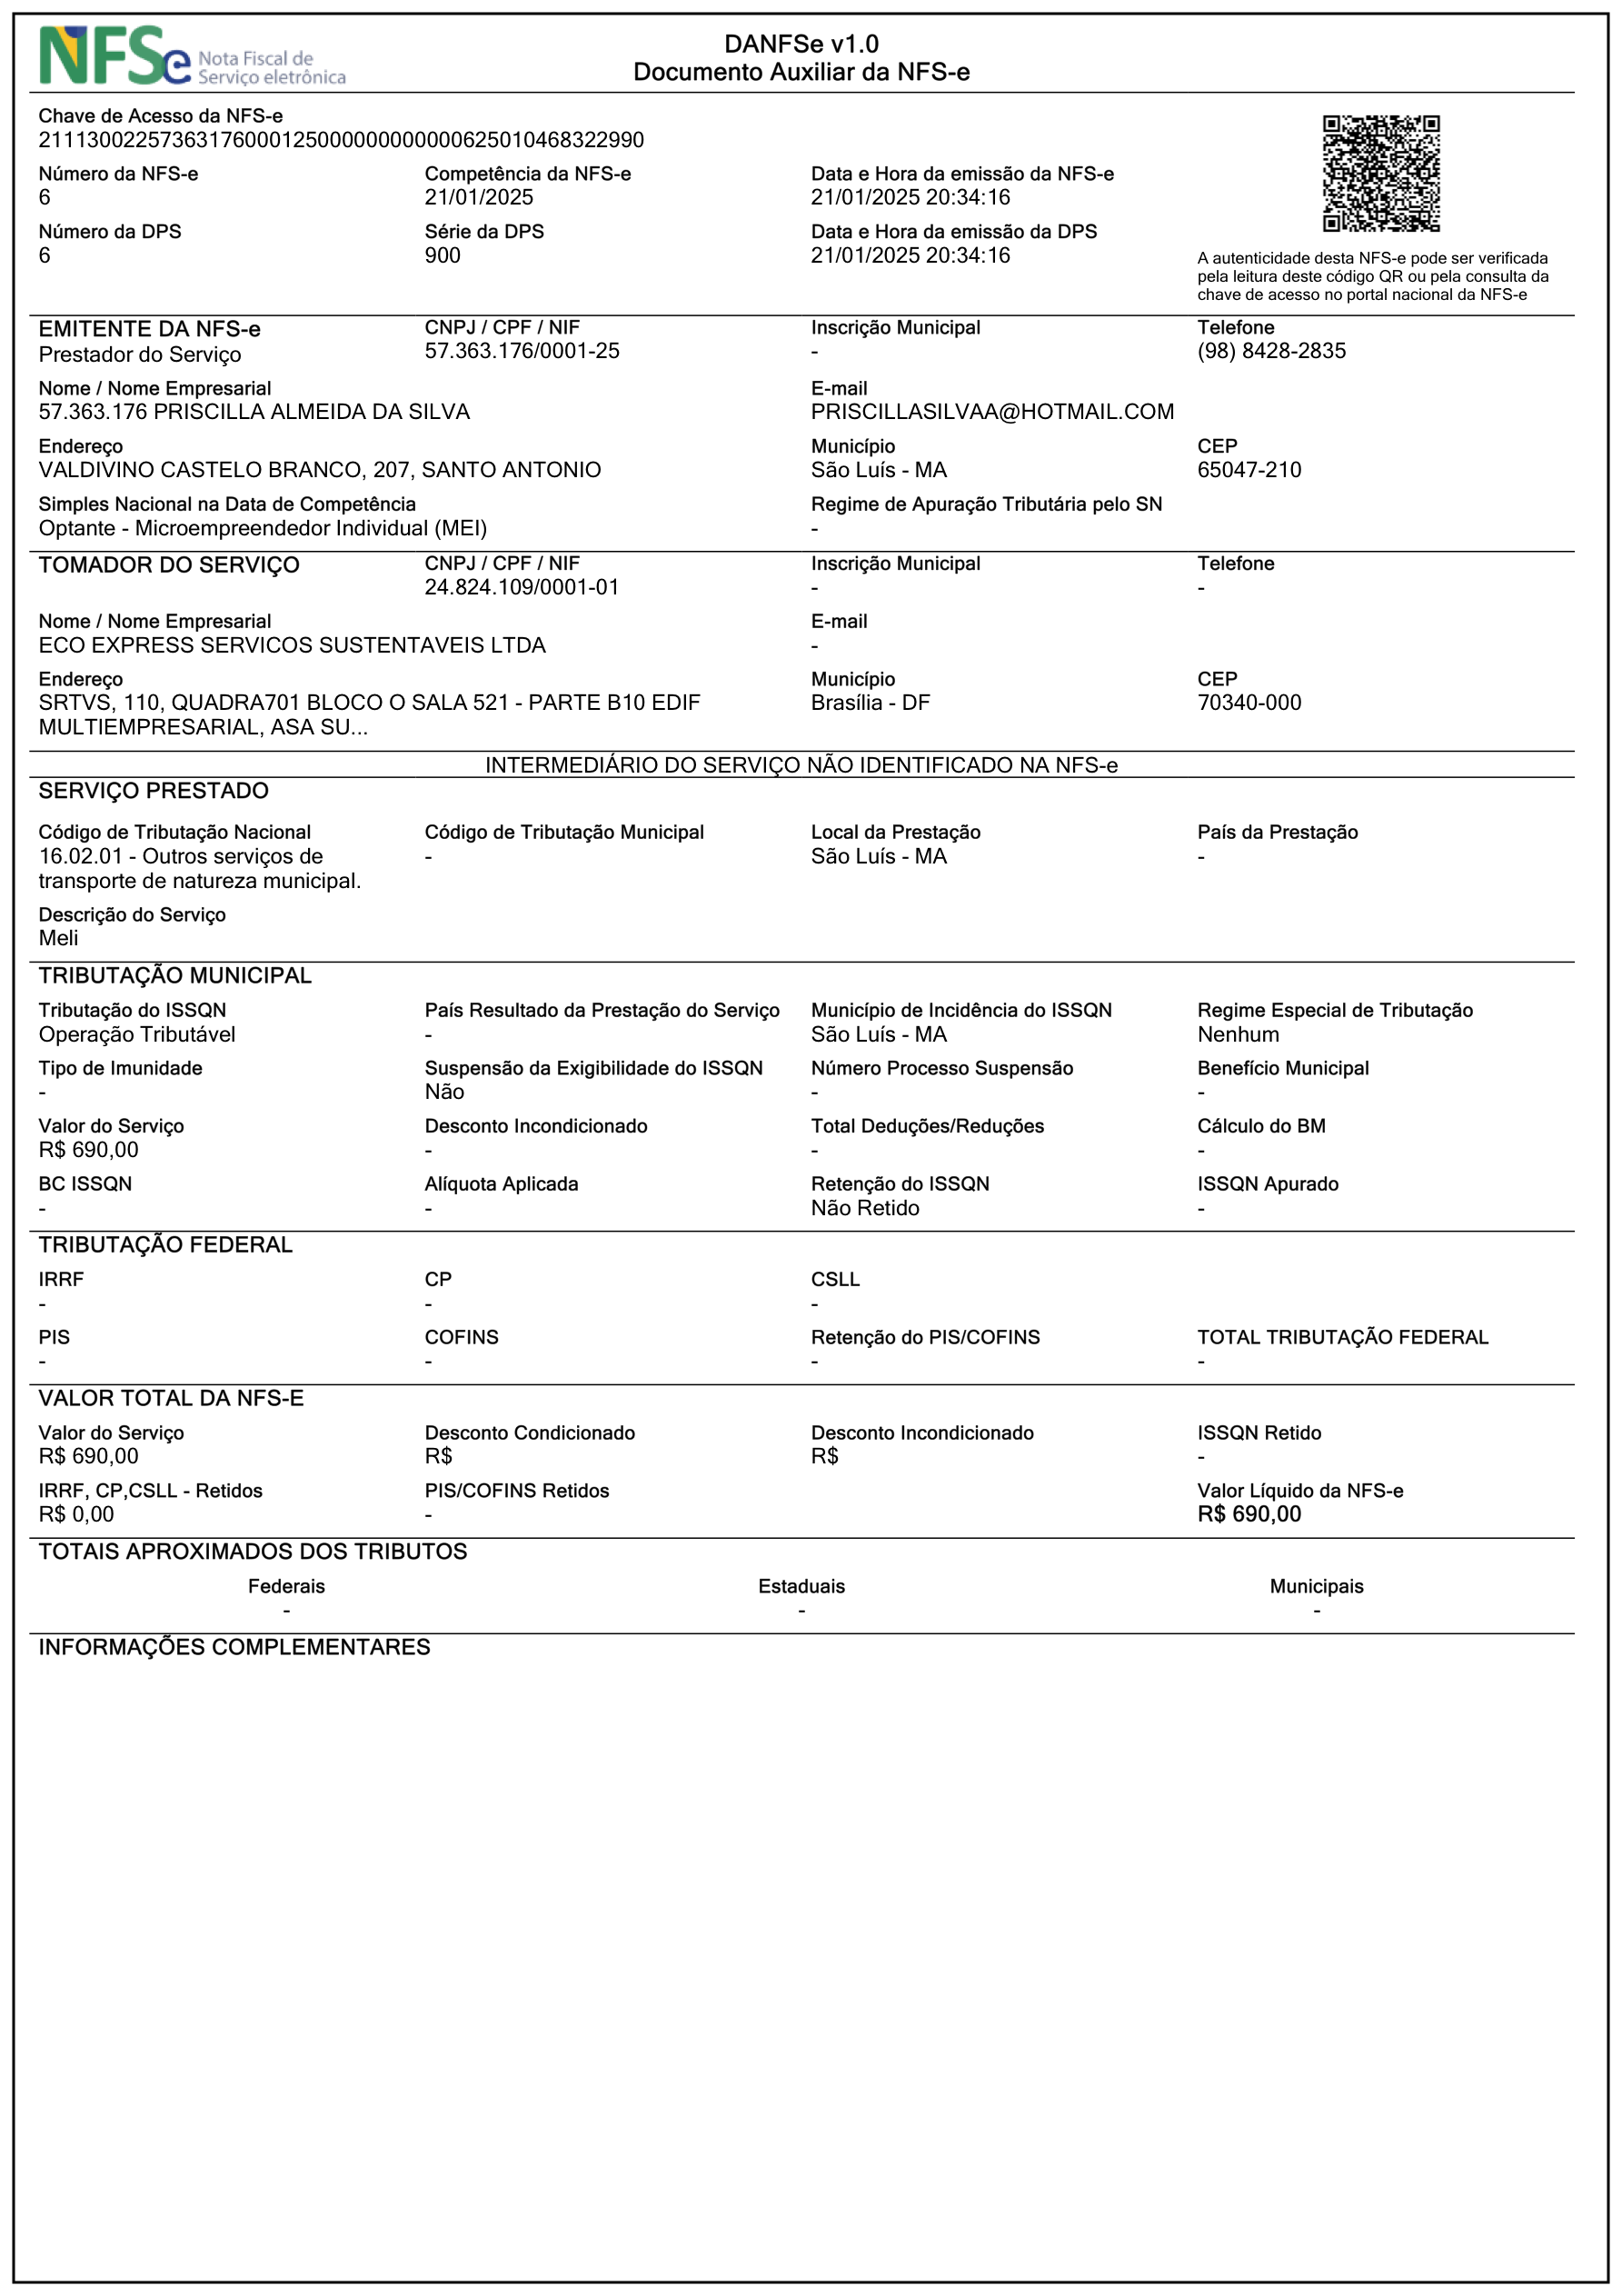 NFSe Nota Fiscal de Serviço eletrônica
DANFSe v1.0
Documento Auxiliar da NFS-e
Chave de Acesso da NFS-e
21113002257363176000125000000000000625010468322990
Número da NFS-e Competência da NFS-e Data e Hora da emissão da NFS-e
6 21/01/2025 21/01/2025 20:34:16
Número da DPS Série da DPS Data e Hora da emissão da DPS
6 900 21/01/2025 20:34:16
A autenticidade desta NFS-e pode ser verificada
pela leitura deste código QR ou pela consulta da
chave de acesso no portal nacional da NFS-e
EMITENTE DA NFS-e CNPJ / CPF / NIF Inscrição Municipal Telefone
Prestador do Serviço 57.363.176/0001-25 - (98) 8428-2835
Nome / Nome Empresarial E-mail
57.363.176 PRISCILLA ALMEIDA DA SILVA PRISCILLASILVAA@HOTMAIL.COM
Endereço Município CEP
VALDIVINO CASTELO BRANCO, 207, SANTO ANTONIO São Luís - MA 65047-210
Simples Nacional na Data de Competência Regime de Apuração Tributária pelo SN
Optante - Microempreendedor Individual (MEI) -
TOMADOR DO SERVIÇO CNPJ / CPF / NIF Inscrição Municipal Telefone
24.824.109/0001-01 - -
Nome / Nome Empresarial E-mail
ECO EXPRESS SERVICOS SUSTENTAVEIS LTDA -
Endereço Município CEP
SRTVS, 110, QUADRA701 BLOCO O SALA 521 - PARTE B10 EDIF Brasília - DF 70340-000
MULTIEMPRESARIAL, ASA SU...
INTERMEDIÁRIO DO SERVIÇO NÃO IDENTIFICADO NA NFS-e
SERVIÇO PRESTADO
Código de Tributação Nacional Código de Tributação Municipal Local da Prestação País da Prestação
16.02.01 - Outros serviços de - São Luís - MA -
transporte de natureza municipal.
Descrição do Serviço
Meli
TRIBUTAÇÃO MUNICIPAL
Tributação do ISSQN País Resultado da Prestação do Serviço Município de Incidência do ISSQN Regime Especial de Tributação
Operação Tributável - São Luís - MA Nenhum
Tipo de Imunidade Suspensão da Exigibilidade do ISSQN Número Processo Suspensão Benefício Municipal
- Não - -
Valor do Serviço Desconto Incondicionado Total Deduções/Reduções Cálculo do BM
R$ 690,00 - - -
BC ISSQN Alíquota Aplicada Retenção do ISSQN ISSQN Apurado
- - Não Retido -
TRIBUTAÇÃO FEDERAL
IRRF CP CSLL
- - -
PIS COFINS Retenção do PIS/COFINS TOTAL TRIBUTAÇÃO FEDERAL
- - - -
VALOR TOTAL DA NFS-E
Valor do Serviço Desconto Condicionado Desconto Incondicionado ISSQN Retido
R$ 690,00 R$ R$ -
IRRF, CP,CSLL - Retidos PIS/COFINS Retidos Valor Líquido da NFS-e
R$ 0,00 - R$ 690,00
TOTAIS APROXIMADOS DOS TRIBUTOS
Federais Estaduais Municipais
- - -
INFORMAÇÕES COMPLEMENTARES